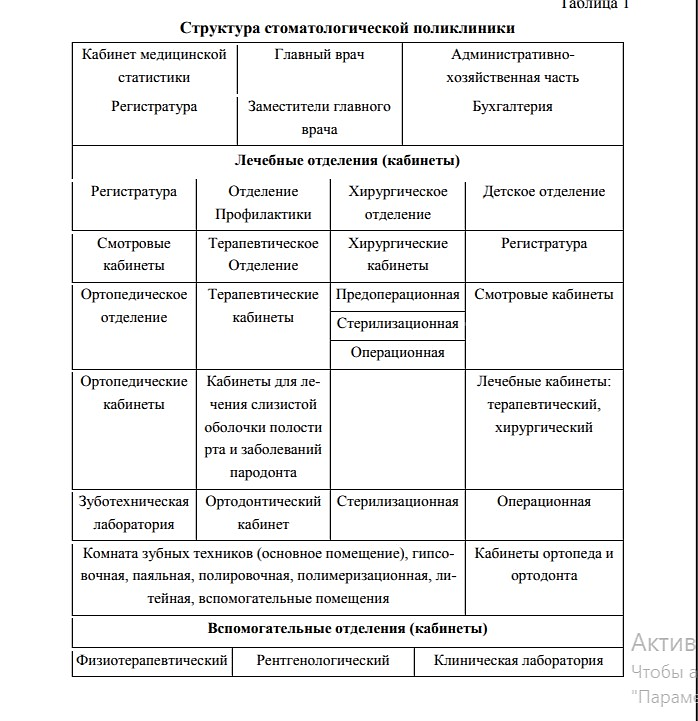 Таблица 1
Структура стоматологической поликлиники
Кабинет медицинской
статистики
Главный врач
Административно-
хозяйственная часть
Регистратура
Заместители главного
врача
Бухгалтерия
Лечебные отделения (кабинеты)
Регистратура
Отделение
Профилактики
Хирургическое
отделение
Детское отделение
Смотровые
кабинеты
Терапевтическое
Отделение
Хирургические
кабинеты
Регистратура
Ортопедическое
отделение
Терапевтические
кабинеты
Предоперационная
Стерилизационная
Операционная
Смотровые кабинеты
Ортопедические
кабинеты
Кабинеты для ле-
чения слизистой
оболочки полости
рта и заболеваний
пародонта
Лечебные кабинеты:
терапевтический,
хирургический
Зуботехническая
лаборатория
Ортодонтический
кабинет
Стерилизационная
Операционная
Комната зубных техников (основное помещение), гипсо-
вочная, паяльная, полировочная, полимеризационная, ли-
тейная, вспомогательные помещения
Кабинеты ортопеда и
ортодонта
Вспомогательные отделения (кабинеты)
Физиотерапевтический
Рентгенологический
Клиническая лаборатория
Актив
Чтобы а
"Параме